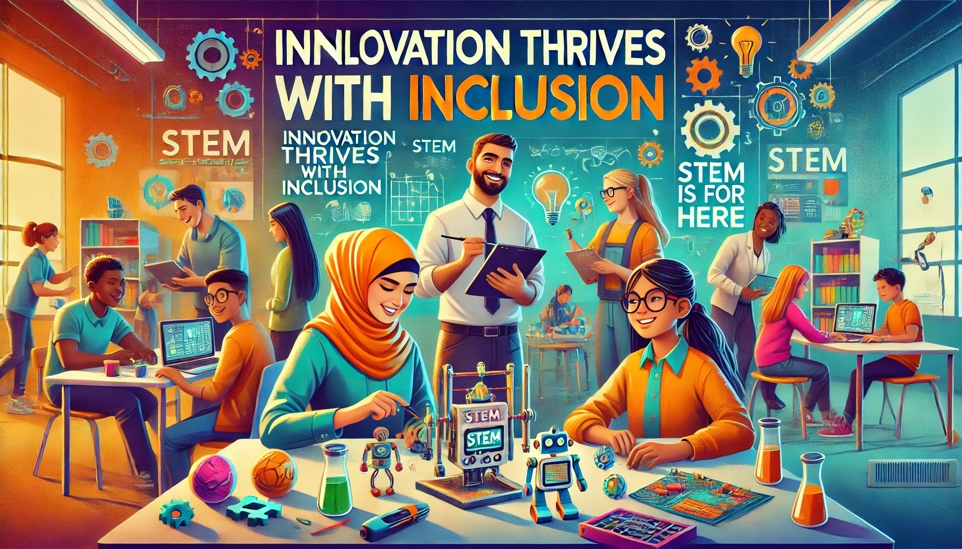 INNLOVATION THRIVES
WITH INCLUSION
INNOVATION
THRIVES
WITH
INCLUSION
STEM
STEM
STEM
IS FOR
HERE
STEM
STEM
STEM